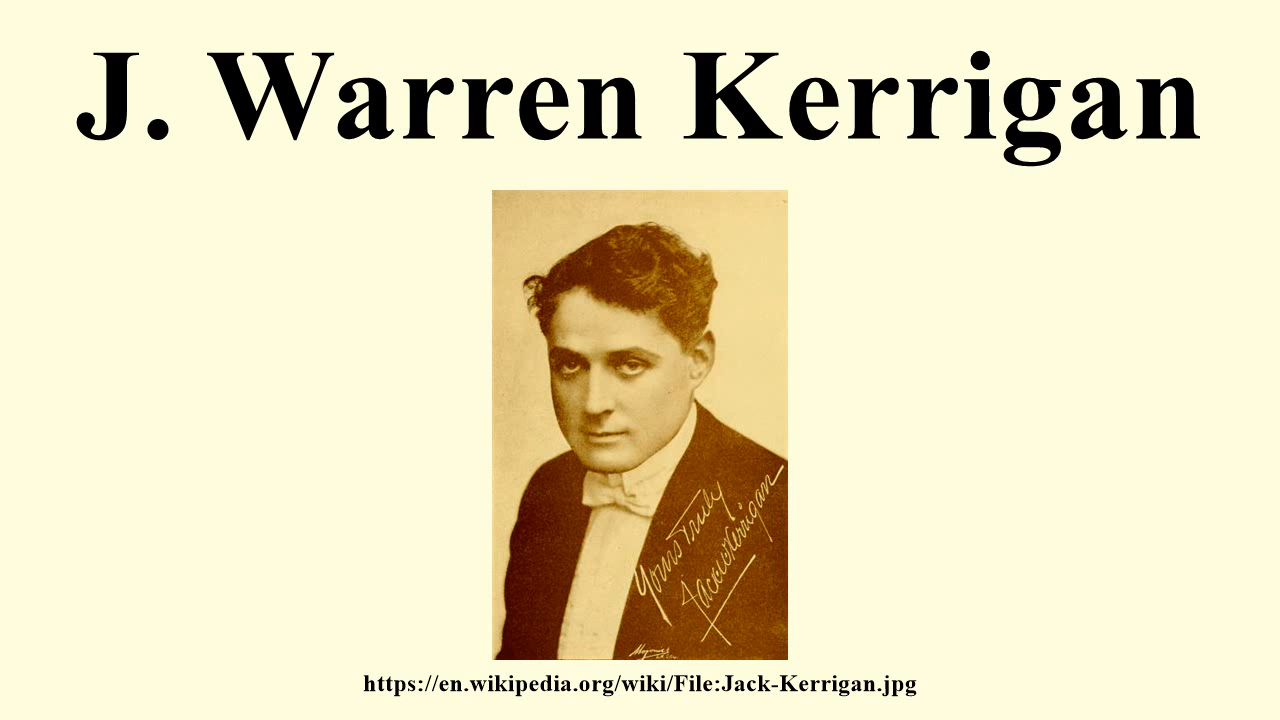 J. Warren Kerrigan
Yours Truly
Jack W Kerrigan
https://en.wikipedia.org/wiki/File:Jack-Kerrigan.jpg